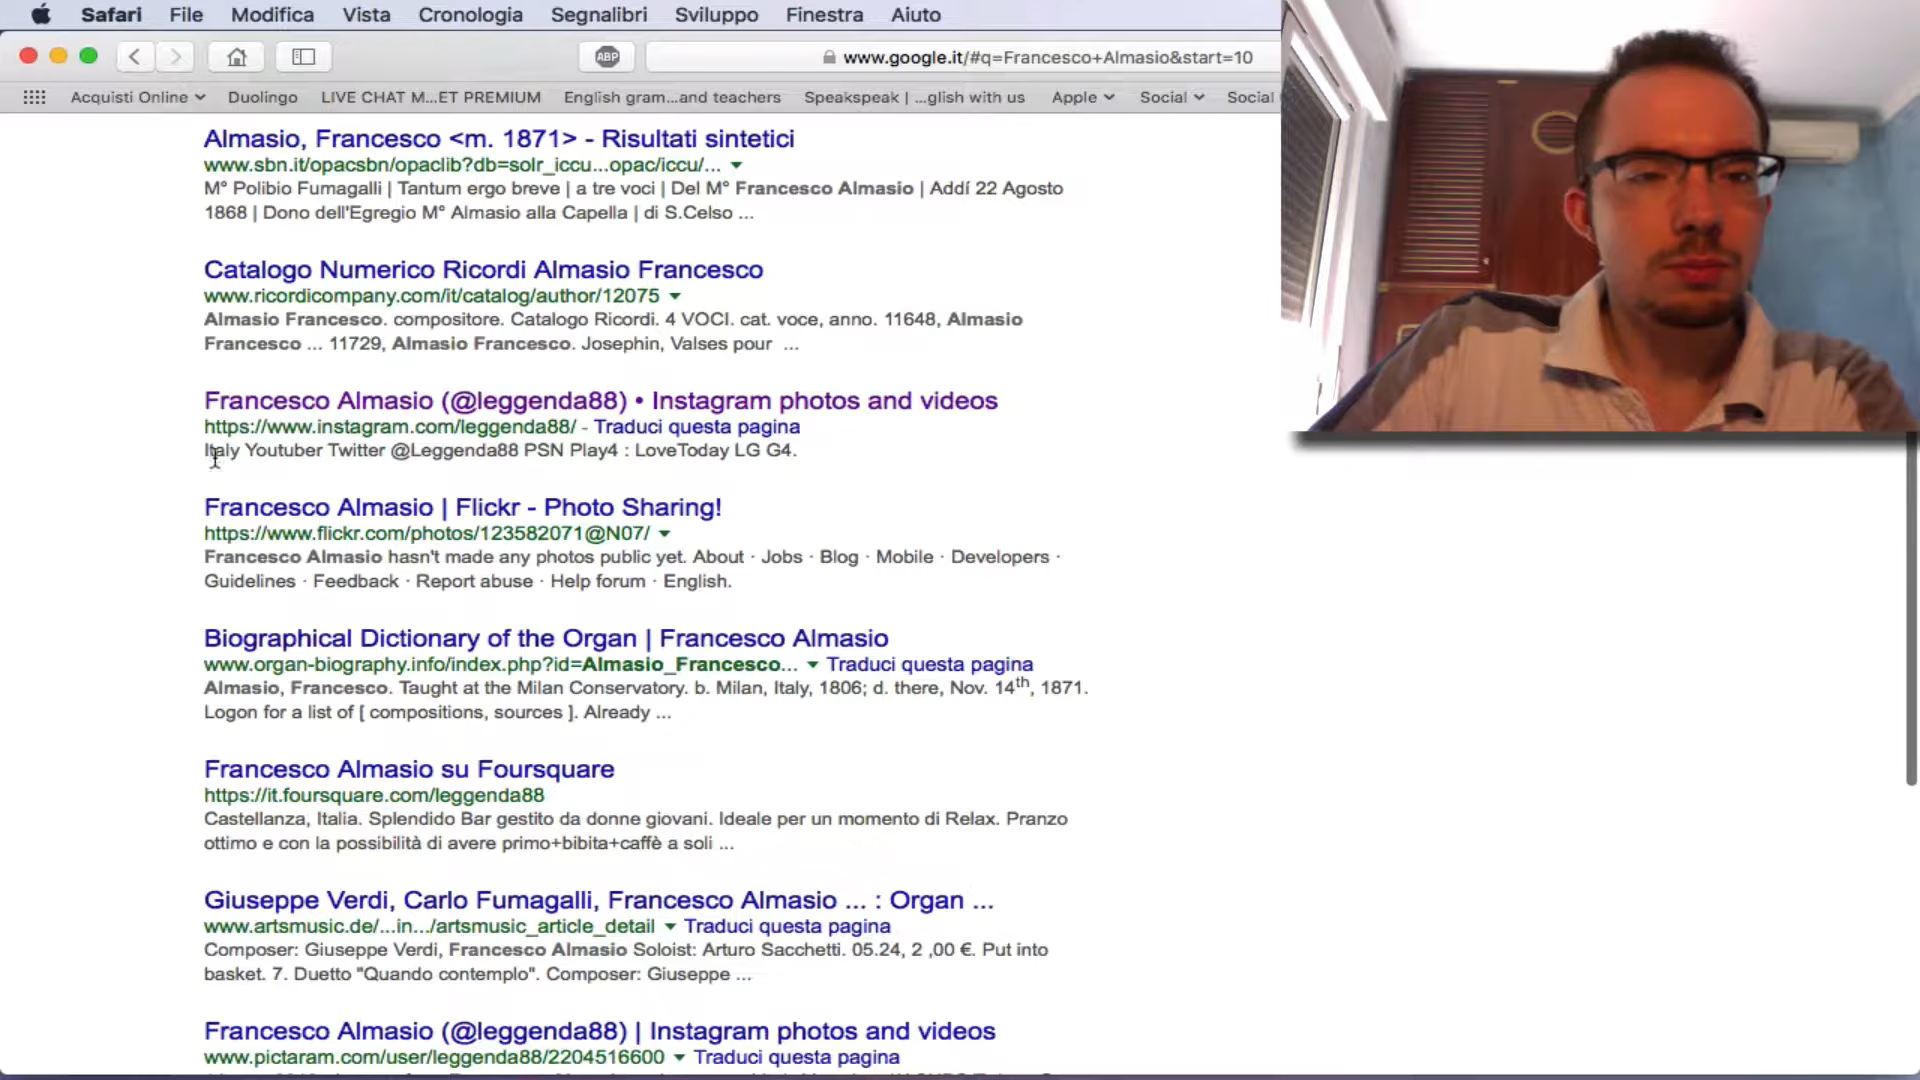 Safari File Modifica Vista Cronologia Segnalibri Sviluppo Finestra Aiuto
ABP www.google.it/#q=Francesco+Almasio&start=10
Acquisti Online Duolingo LIVE CHAT M...ET PREMIUM English gram...and teachers Speakspeak | ...glish with us Apple Social Social
Almasio, Francesco <m. 1871> - Risultati sintetici
www.sbn.it/opacsbn/opaclib?db=solr_iccu...opac/iccu/...
M° Polibio Fumagalli | Tantum ergo breve | a tre voci | Del M° Francesco Almasio | Addí 22 Agosto
1868 | Dono dell'Egregio M° Almasio alla Capella | di S.Celso ...
Catalogo Numerico Ricordi Almasio Francesco
www.ricordicompany.com/it/catalog/author/12075
Almasio Francesco. compositore. Catalogo Ricordi. 4 VOCI. cat. voce, anno. 11648, Almasio
Francesco ... 11729, Almasio Francesco. Josephin, Valses pour ...
Francesco Almasio (@leggenda88) • Instagram photos and videos
https://www.instagram.com/leggenda88/ - Traduci questa pagina
Italy Youtuber Twitter @Leggenda88 PSN Play4 : LoveToday LG G4.
Francesco Almasio | Flickr - Photo Sharing!
https://www.flickr.com/photos/123582071@N07/
Francesco Almasio hasn't made any photos public yet. About · Jobs · Blog · Mobile · Developers ·
Guidelines · Feedback · Report abuse · Help forum · English.
Biographical Dictionary of the Organ | Francesco Almasio
www.organ-biography.info/index.php?id=Almasio_Francesco... Traduci questa pagina
Almasio, Francesco. Taught at the Milan Conservatory. b. Milan, Italy, 1806; d. there, Nov. 14th, 1871.
Logon for a list of [ compositions, sources ]. Already ...
Francesco Almasio su Foursquare
https://it.foursquare.com/leggenda88
Castellanza, Italia. Splendido Bar gestito da donne giovani. Ideale per un momento di Relax. Pranzo
ottimo e con la possibilità di avere primo+bibita+caffè a soli ...
Giuseppe Verdi, Carlo Fumagalli, Francesco Almasio ... : Organ ...
www.artsmusic.de/...in.../artsmusic_article_detail Traduci questa pagina
Composer: Giuseppe Verdi, Francesco Almasio Soloist: Arturo Sacchetti. 05.24, 2 ,00 €. Put into
basket. 7. Duetto "Quando contemplo". Composer: Giuseppe ...
Francesco Almasio (@leggenda88) | Instagram photos and videos
www.pictaram.com/user/leggenda88/2204516600 Traduci questa pagina